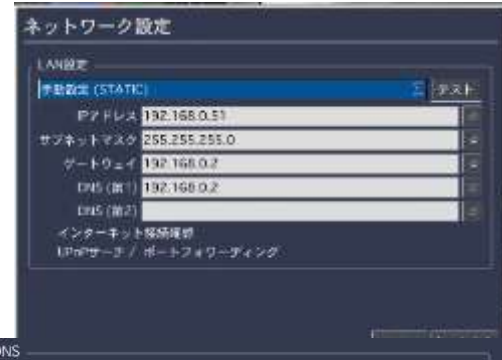 ネットワーク設定
LAN設定
手動設定 (STATIC)
テスト
IPアドレス 192.168.0.51
サブネットマスク 255.255.255.0
ゲートウェイ 192.168.0.2
DNS (第1) 192.168.0.2
DNS (第2)
インターネット接続確認
UPnPサーチ / ポートフォワーディング